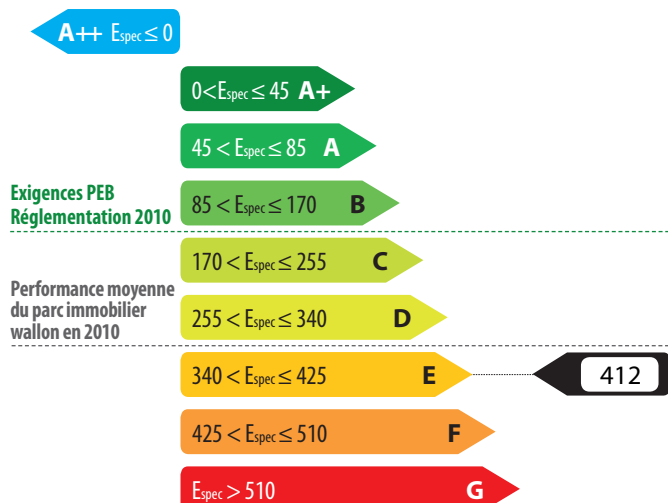 A++ Espec ≤ 0
0<Espec ≤ 45 A+
45 < Espec ≤ 85 A
Exigences PEB
Réglementation 2010
85 < Espec ≤ 170 B
170 < Espec ≤ 255 C
Performance moyenne
du parc immobilier
wallon en 2010
255 < Espec ≤ 340 D
340 < Espec ≤ 425 E
412
425 < Espec ≤ 510 F
Espec > 510 G